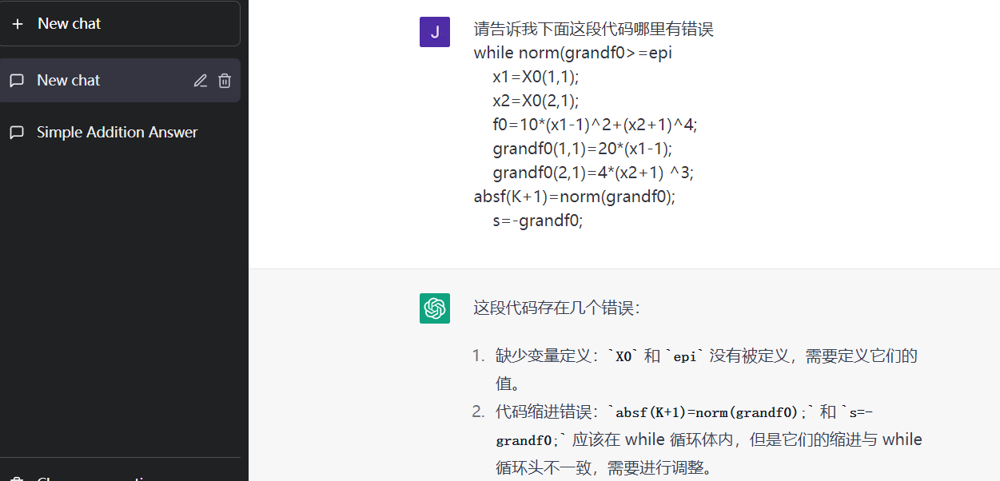 New chat
New chat
Simple Addition Answer
J
请告诉我下面这段代码哪里有错误
while norm(grandf0>=epi
x1=X0(1,1);
x2=X0(2,1);
f0=10*(x1-1)^2+(x2+1)^4;
grandf0(1,1)=20*(x1-1);
grandf0(2,1)=4*(x2+1) ^3;
absf(K+1)=norm(grandf0);
s=-grandf0;
这段代码存在几个错误：
1. 缺少变量定义：`X0` 和 `epi` 没有被定义，需要定义它们的
值。
2. 代码缩进错误：`absf(K+1)=norm(grandf0);` 和 `s=-
grandf0;` 应该在 while 循环体内，但是它们的缩进与 while
循环头不一致，需要进行调整。